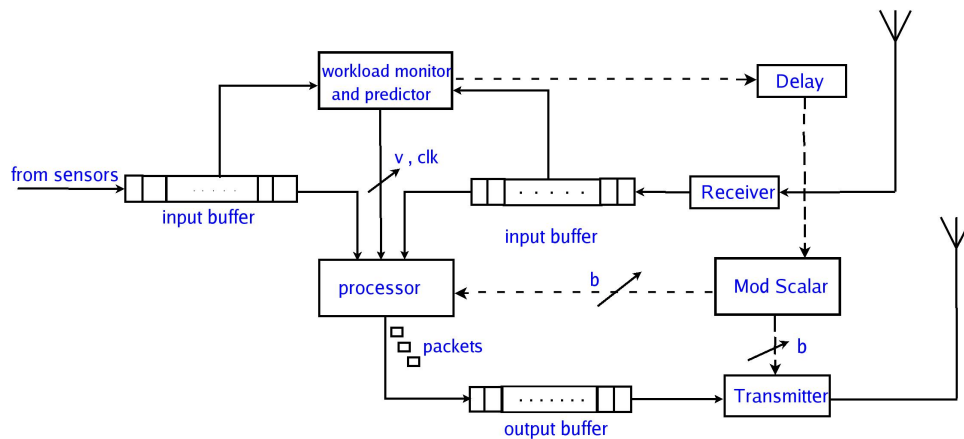 workload monitor
and predictor
Delay
v , clk
from sensors
. . . . .
. . . . .
Receiver
input buffer
input buffer
processor
b
Mod Scalar
packets
b
. . . . . . .
Transmitter
output buffer